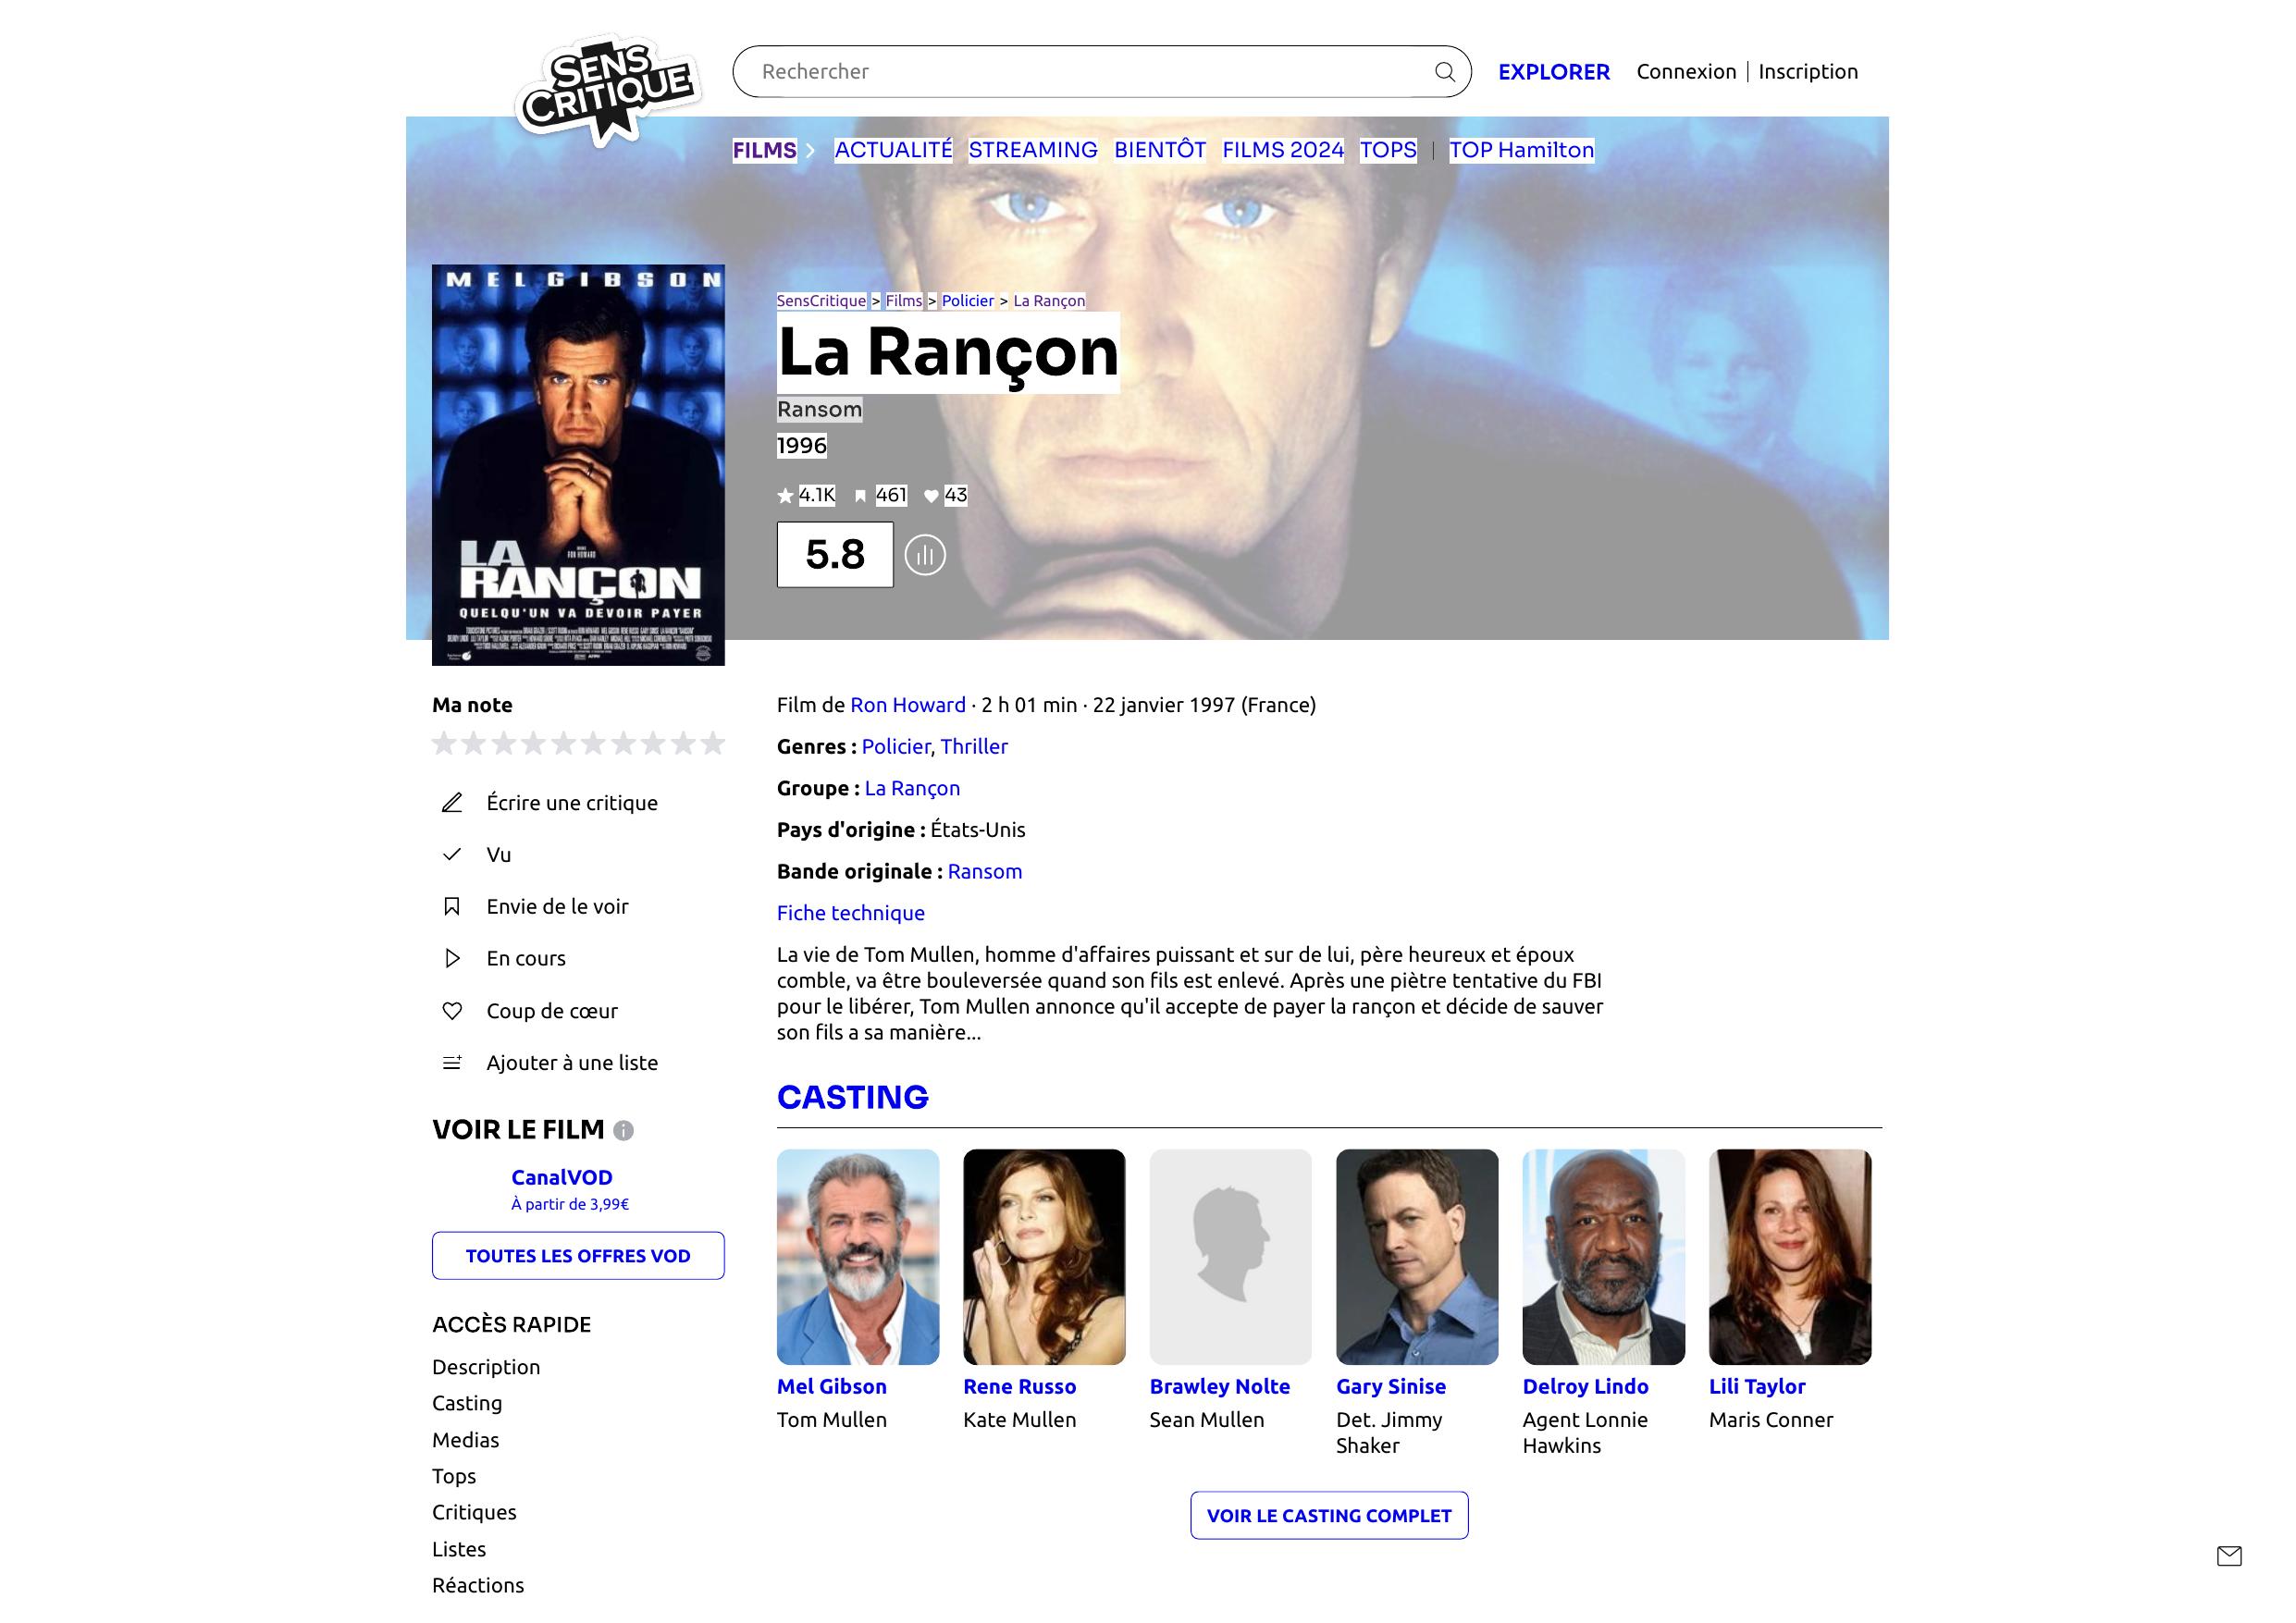 SENS
CRITIQUE
Rechercher
EXPLORER
Connexion
Inscription
FILMS
ACTUALITÉ
STREAMING
BIENTÔT
FILMS 2024
TOPS
TOP Hamilton
MEL GIBSON
LA
RANÇON
QUELQU'UN VA DEVOIR PAYER
SensCritique > Films > Policier > La Rançon
La Rançon
Ransom
1996
4.1K 461 43
5.8
Ma note
Écrire une critique
Vu
Envie de le voir
En cours
Coup de cœur
Ajouter à une liste
VOIR LE FILM
CanalVOD
À partir de 3,99€
TOUTES LES OFFRES VOD
ACCÈS RAPIDE
Description
Casting
Medias
Tops
Critiques
Listes
Réactions
Film de Ron Howard · 2 h 01 min · 22 janvier 1997 (France)
Genres : Policier, Thriller
Groupe : La Rançon
Pays d'origine : États-Unis
Bande originale : Ransom
Fiche technique
La vie de Tom Mullen, homme d'affaires puissant et sur de lui, père heureux et époux
comble, va être bouleversée quand son fils est enlevé. Après une piètre tentative du FBI
pour le libérer, Tom Mullen annonce qu'il accepte de payer la rançon et décide de sauver
son fils a sa manière...
CASTING
Mel Gibson
Tom Mullen
Rene Russo
Kate Mullen
Brawley Nolte
Sean Mullen
Gary Sinise
Det. Jimmy
Shaker
Delroy Lindo
Agent Lonnie
Hawkins
Lili Taylor
Maris Conner
VOIR LE CASTING COMPLET